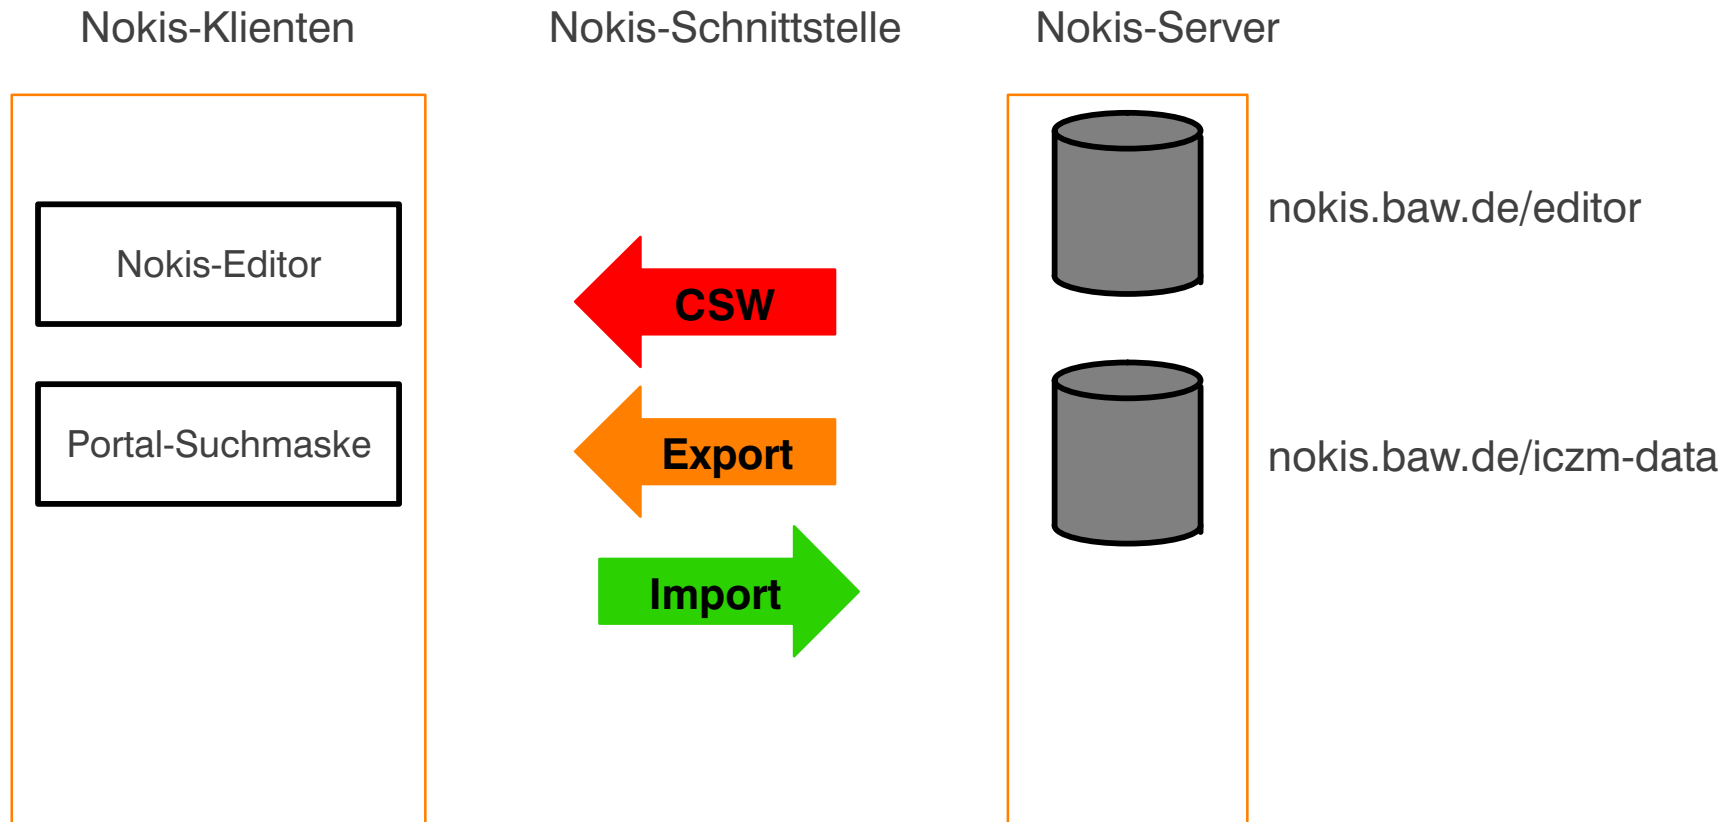 Nokis-Klienten
Nokis-Schnittstelle
Nokis-Server
Nokis-Editor
Portal-Suchmaske
CSW
Export
Import
nokis.baw.de/editor
nokis.baw.de/iczm-data